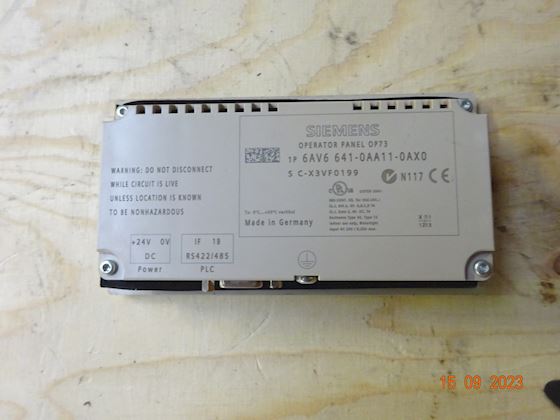 SIEMENS
OPERATOR PANEL OP73
1P 6AV6 641-0AA11-0AX0
S C-X3VF0199
N117 CE
WARNING: DO NOT DISCONNECT
WHILE CIRCUIT IS LIVE
UNLESS LOCATION IS KNOWN
TO BE NONHAZARDOUS
LISTED
Made in Germany
+24V 0V
DC
Power
IF 1B
RS422/485
PLC
15 09 2023